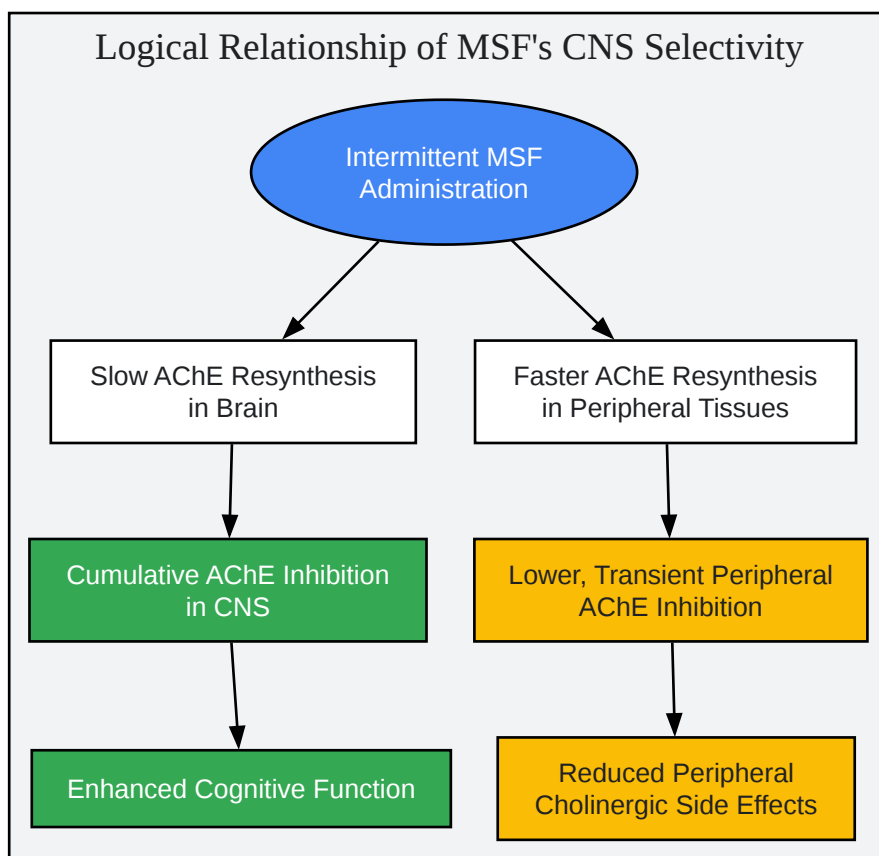 Logical Relationship of MSF's CNS Selectivity
Intermittent MSF
Administration
Slow AChE Resynthesis
in Brain
Faster AChE Resynthesis
in Peripheral Tissues
Cumulative AChE Inhibition
in CNS
Lower, Transient Peripheral
AChE Inhibition
Enhanced Cognitive Function
Reduced Peripheral
Cholinergic Side Effects